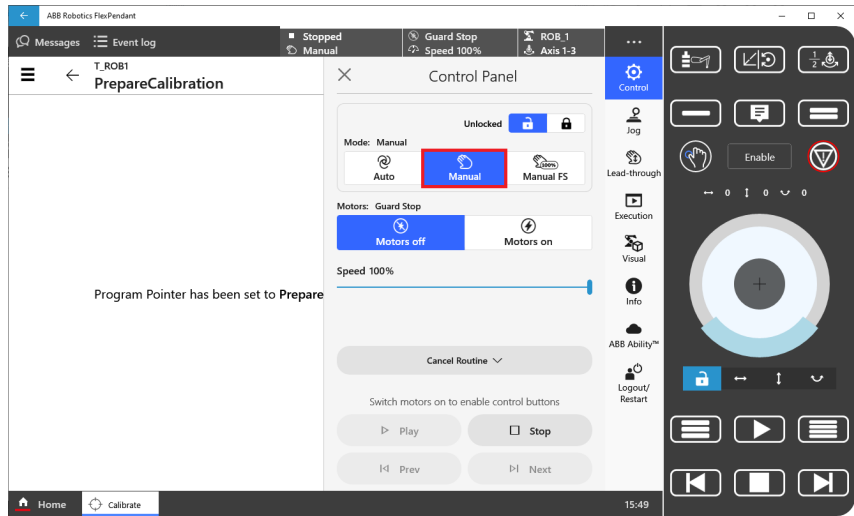 ABB Robotics FlexPendant
Messages Event log
Stopped
Manual
Guard Stop
Speed 100%
ROB_1
Axis 1-3
T_ROB1
PrepareCalibration
Program Pointer has been set to Prepare
Control Panel
Unlocked
Mode: Manual
Auto Manual Manual FS
Motors: Guard Stop
Motors off Motors on
Speed 100%
Cancel Routine
Switch motors on to enable control buttons
Play Stop
Prev Next
Control
Jog
Lead-through
Execution
Visual
Info
ABB Ability™
Logout/
Restart
Enable
0 0 0
Home Calibrate
15:49